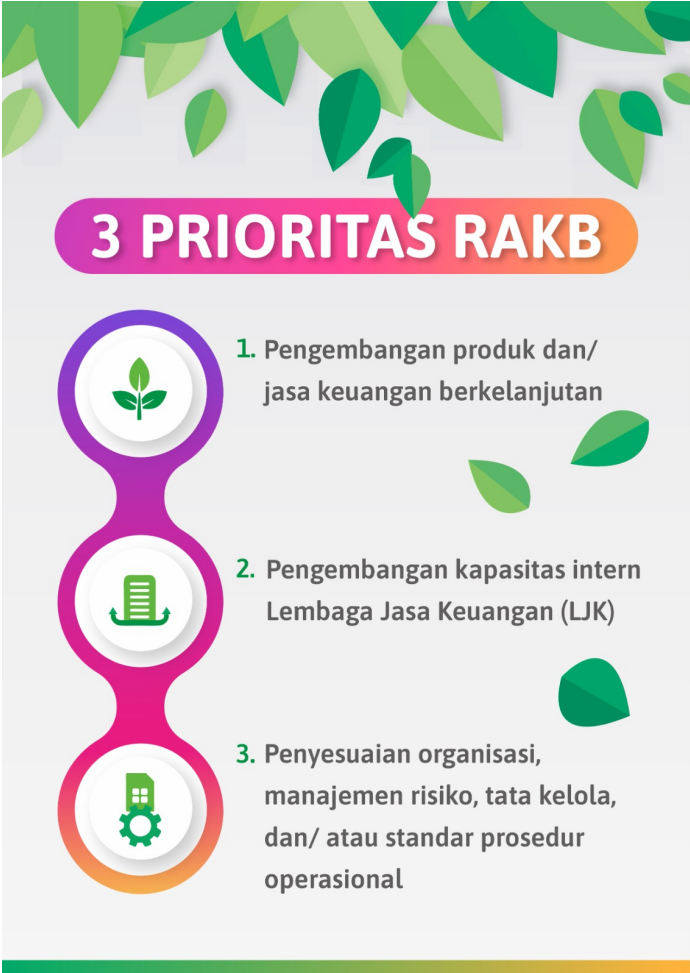 3 PRIORITAS RAKB
1. Pengembangan produk dan/
jasa keuangan berkelanjutan
2. Pengembangan kapasitas intern
Lembaga Jasa Keuangan (LJK)
3. Penyesuaian organisasi,
manajemen risiko, tata kelola,
dan/ atau standar prosedur
operasional